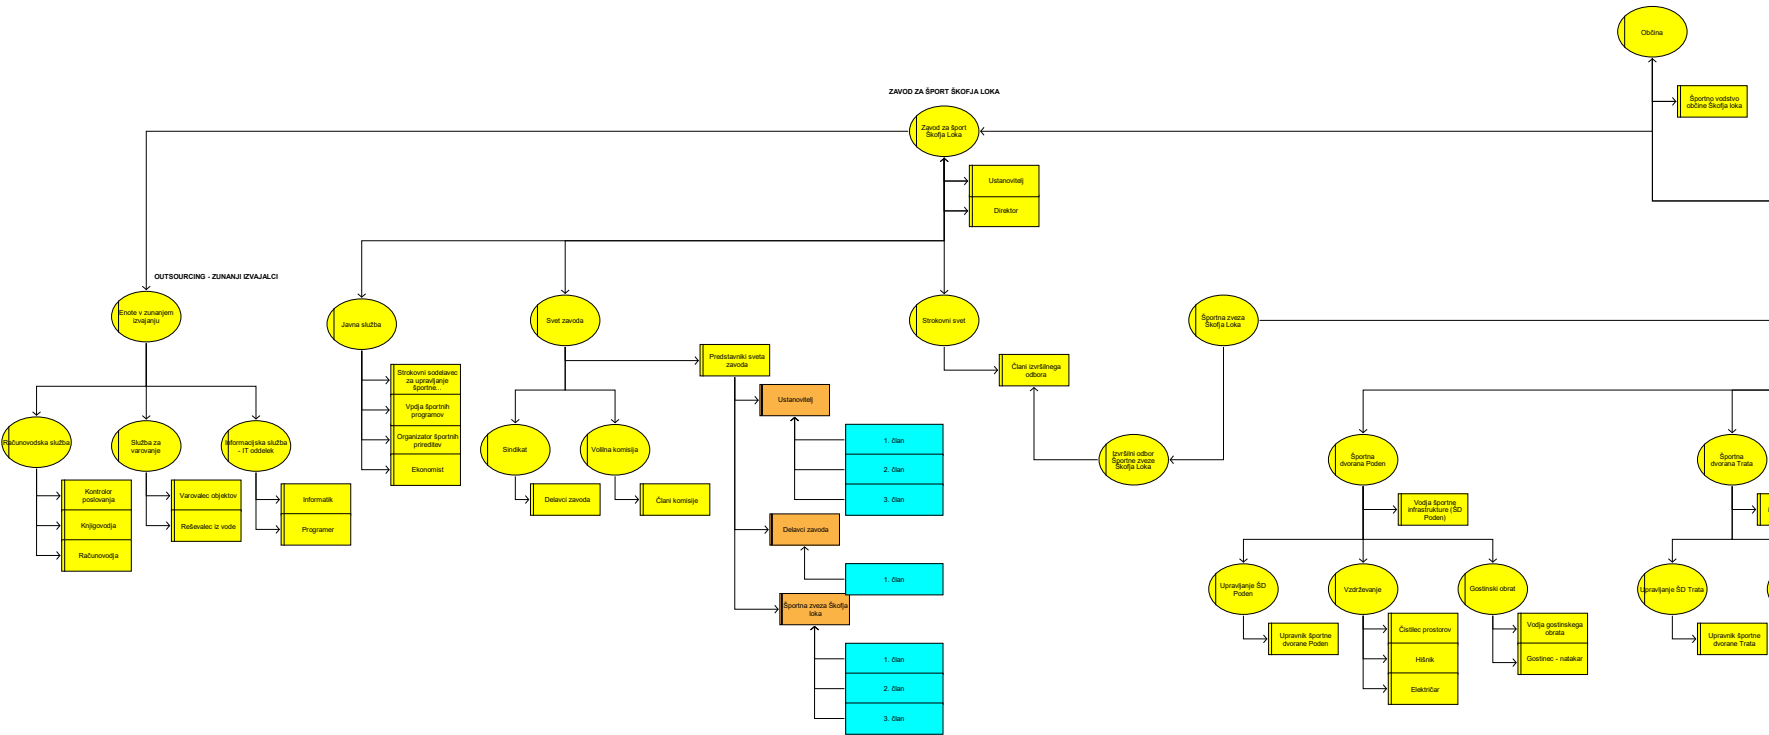 Občina
Športno vodstvo
občine Škofja loka
ZAVOD ZA ŠPORT ŠKOFJA LOKA
Zavod za šport
Škofja Loka
Ustanovitelj
Direktor
OUTSOURCING - ZUNANJI IZVAJALCI
Enote v zunanjem
izvajanju
Javna služba
Svet zavoda
Strokovni svet
Športna zveza
Škofja Loka
Strokovni sodelavec
za upravljanje
športne...
Vpdja športnih
programov
Organizator športnih
prireditev
Ekonomist
Predstavniki sveta
zavoda
Člani izvršilnega
odbora
Ustanovitelj
1. član
2. član
3. član
Računovodska služba
Služba za
varovanje
Informacijska služba
- IT oddelek
Sindikat
Volilna komisija
Izvršilni odbor
Športne zveze
Škofja Loka
Športna
dvorana Poden
Športna
dvorana Trata
Kontrolor
poslovanja
Knjigovodja
Računovodja
Varovalec objektov
Reševalec iz vode
Informatik
Programer
Delavci zavoda
Člani komisije
Vodja športne
infrastrukture (ŠD
Poden)
Delavci zavoda
1. član
Športna zveza Škofja
loka
1. član
2. član
3. član
Upravljanje ŠD
Poden
Vzdrževanje
Gostinski obrat
Upravljanje ŠD Trata
Upravnik športne
dvorane Poden
Čistilec prostorov
Hišnik
Električar
Vodja gostinskega
obrata
Gostinec - natakar
Upravnik športne
dvorane Trata